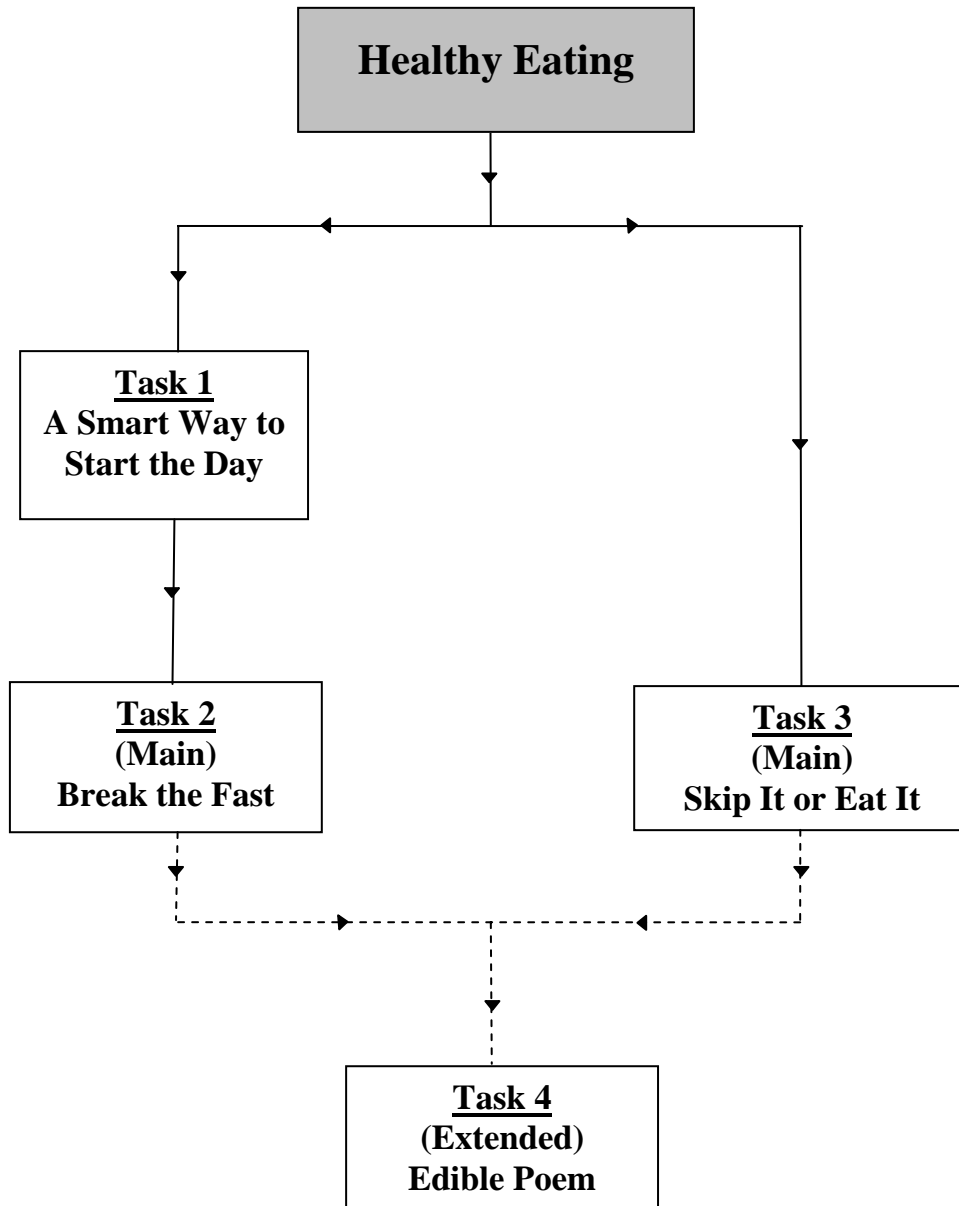 Healthy Eating
Task 1
A Smart Way to
Start the Day
Task 2
(Main)
Break the Fast
Task 3
(Main)
Skip It or Eat It
Task 4
(Extended)
Edible Poem